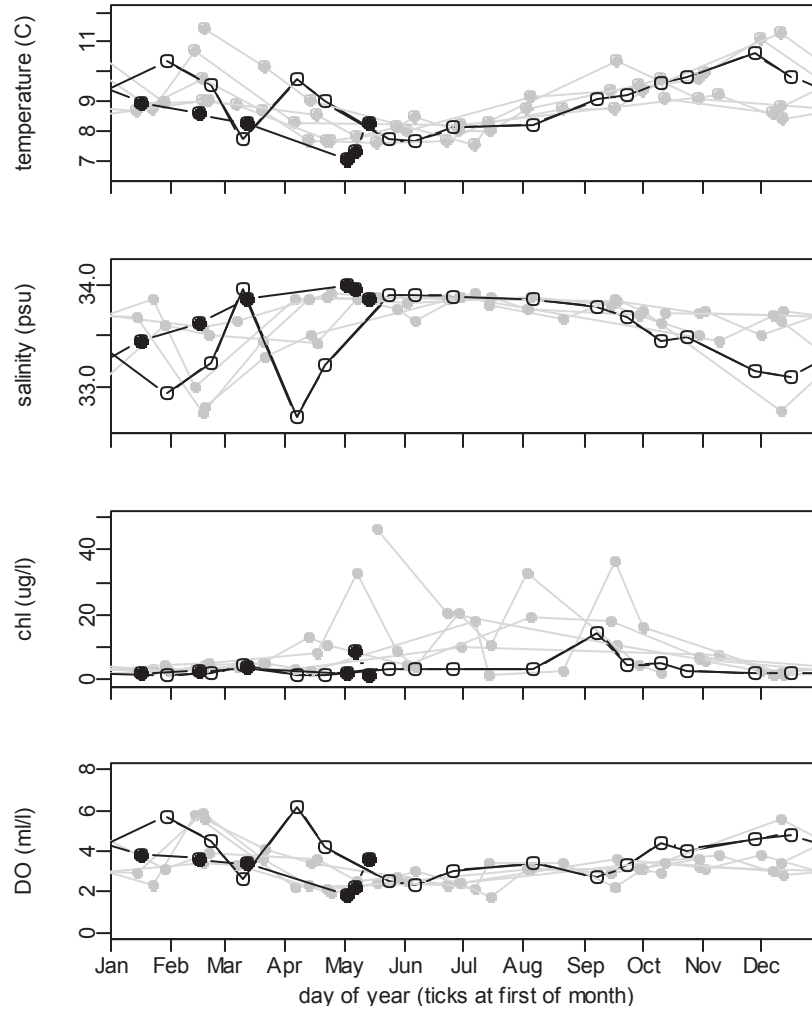 temperature (C)
11
9
8
7
salinity (psu)
34.0
33.0
chl (ug/l)
40
20
0
DO (ml/l)
8
6
4
2
0
Jan Feb Mar Apr May Jun Jul Aug Sep Oct Nov Dec
day of year (ticks at first of month)